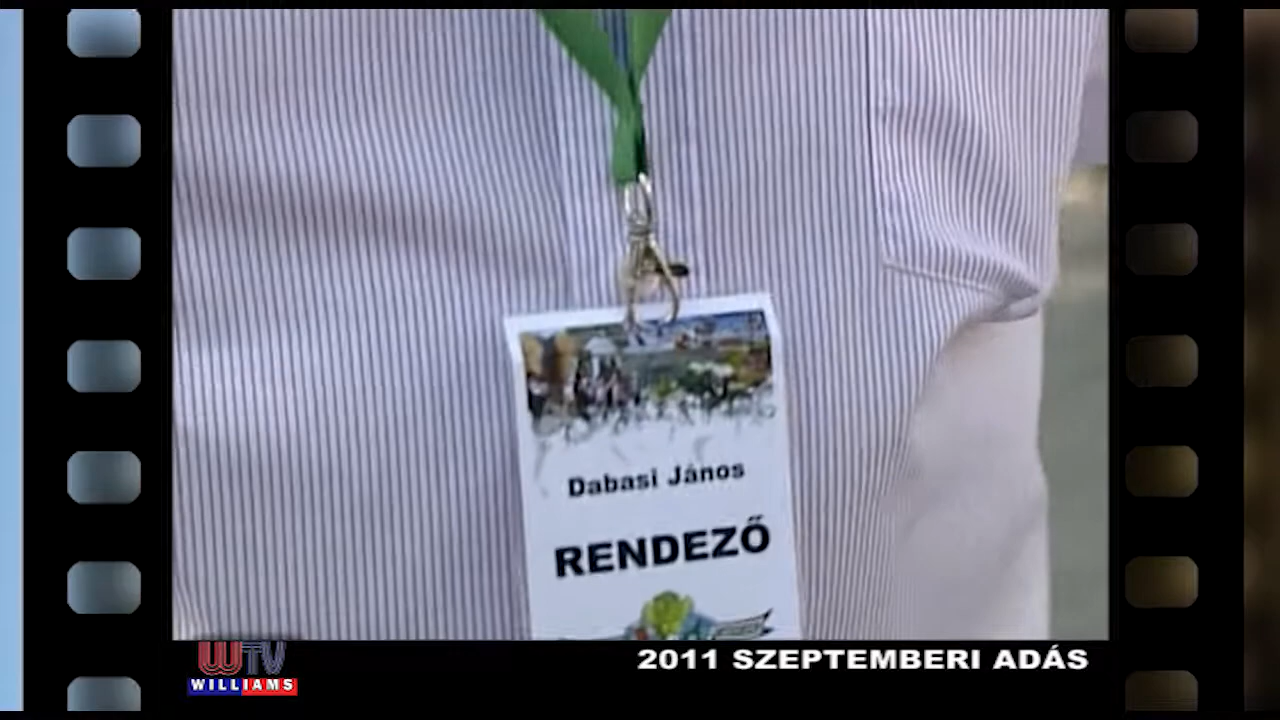 Dabasi János
RENDEZŐ
WTV
WILLIAMS
2011 SZEPTEMBERI ADÁS